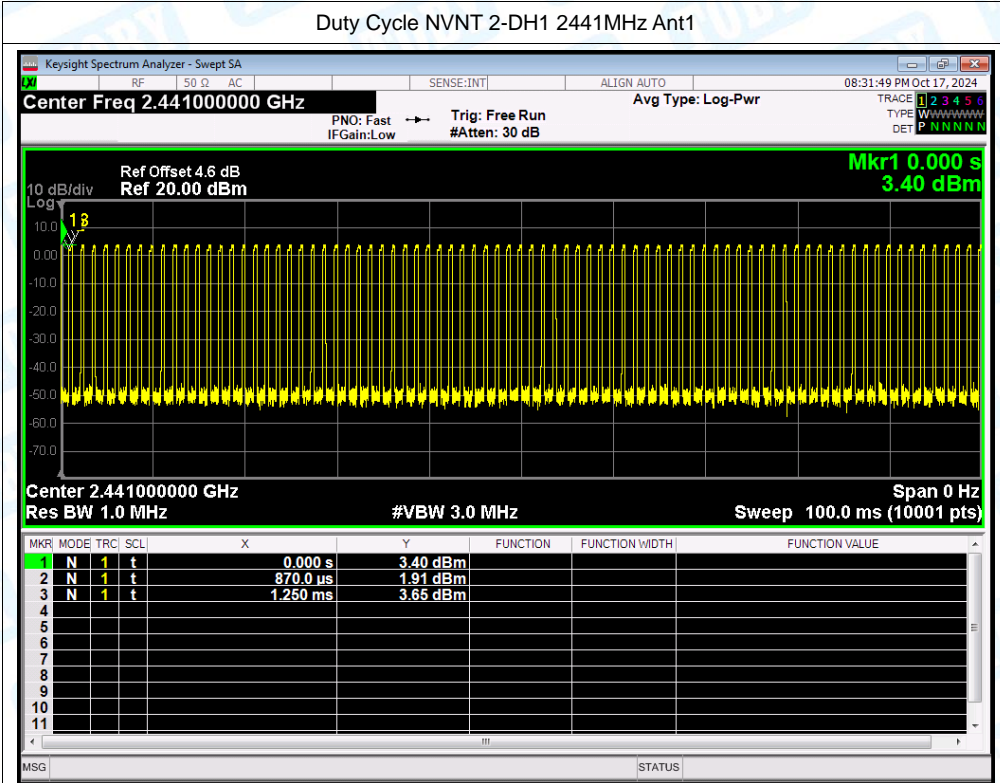 Duty Cycle NVNT 2-DH1 2441MHz Ant1
Keysight Spectrum Analyzer - Swept SA
LXI RF 50 Ω AC SENSE:INT ALIGN AUTO 08:31:49 PM Oct 17, 2024
Center Freq 2.441000000 GHz
PNO: Fast
IFGain:Low
Trig: Free Run
#Atten: 30 dB
Avg Type: Log-Pwr
TRACE 1 2 3 4 5 6
TYPE WWWWWWW
DET P N N N N N
Mkr1 0.000 s
3.40 dBm
Ref Offset 4.6 dB
10 dB/div Ref 20.00 dBm
Log
1 3
10.0
0.00
-10.0
-20.0
-30.0
-40.0
-50.0
-60.0
-70.0
Center 2.441000000 GHz Span 0 Hz
Res BW 1.0 MHz #VBW 3.0 MHz Sweep 100.0 ms (10001 pts)
MKR MODE TRC SCL X Y FUNCTION FUNCTION WIDTH FUNCTION VALUE
1 N 1 t 0.000 s 3.40 dBm
2 N 1 t 870.0 µs 1.91 dBm
3 N 1 t 1.250 ms 3.65 dBm
4
5
6
7
8
9
10
11
MSG STATUS